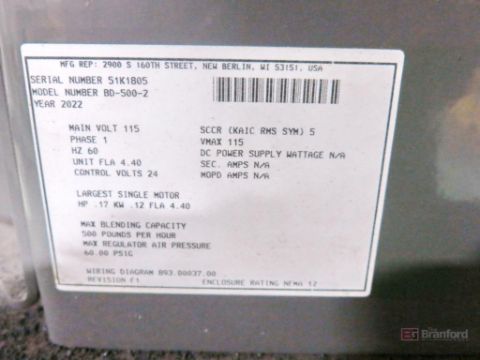 MFG REP: 2900 S 160TH STREET, NEW BERLIN, WI 53151, USA
SERIAL NUMBER S1K1805
MODEL NUMBER BD-500-2
YEAR 2022
MAIN VOLT 115
PHASE 1
HZ 60
UNIT FLA 4.40
CONTROL VOLTS 24
SCCR (KAIC RMS SYM) 5
VMAX 115
DC POWER SUPPLY WATTAGE N/A
SEC. AMPS N/A
MOPD AMPS N/A
LARGEST SINGLE MOTOR
HP .17 KW .12 FLA 4.40
MAX BLENDING CAPACITY
500 POUNDS PER HOUR
MAX REGULATOR AIR PRESSURE
60.00 PSIG
WIRING DIAGRAM 893.00037.00
REVISION F1
ENCLOSURE RATING NEMA 12
Branford